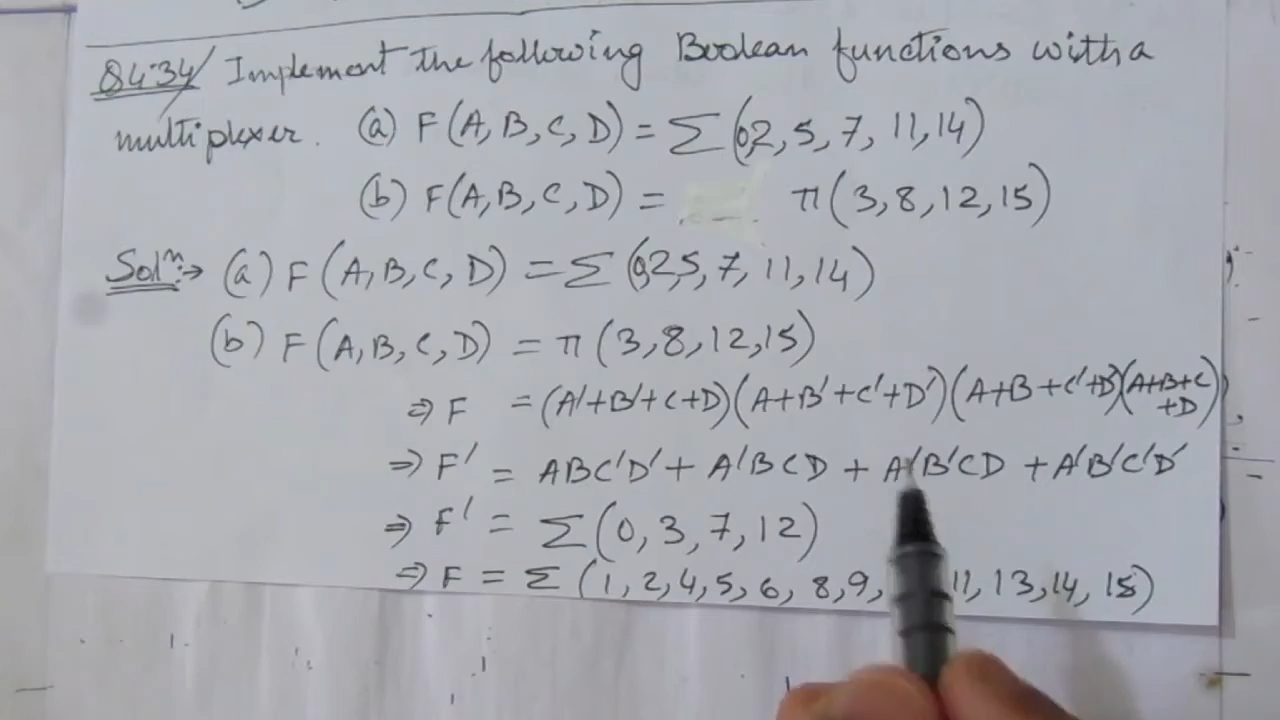 Q4.34/ Implement the following Boolean functions with a
multiplexer. (a) F(A,B,C,D) = Σ(0,2,5,7,11,14)
(b) F(A,B,C,D) = π(3,8,12,15)
Solⁿ:→ (a) F(A,B,C,D) = Σ(0,2,5,7,11,14)
(b) F(A,B,C,D) = π(3,8,12,15)
⇒ F = (A'+B'+C+D)(A+B'+C'+D')(A+B+C'+D')(A+B+C+D)
⇒ F' = ABC'D' + A'BCD + A'B'CD + A'B'C'D'
⇒ F' = Σ(0,3,7,12)
⇒ F = Σ(1,2,4,5,6,8,9, 11,13,14,15)